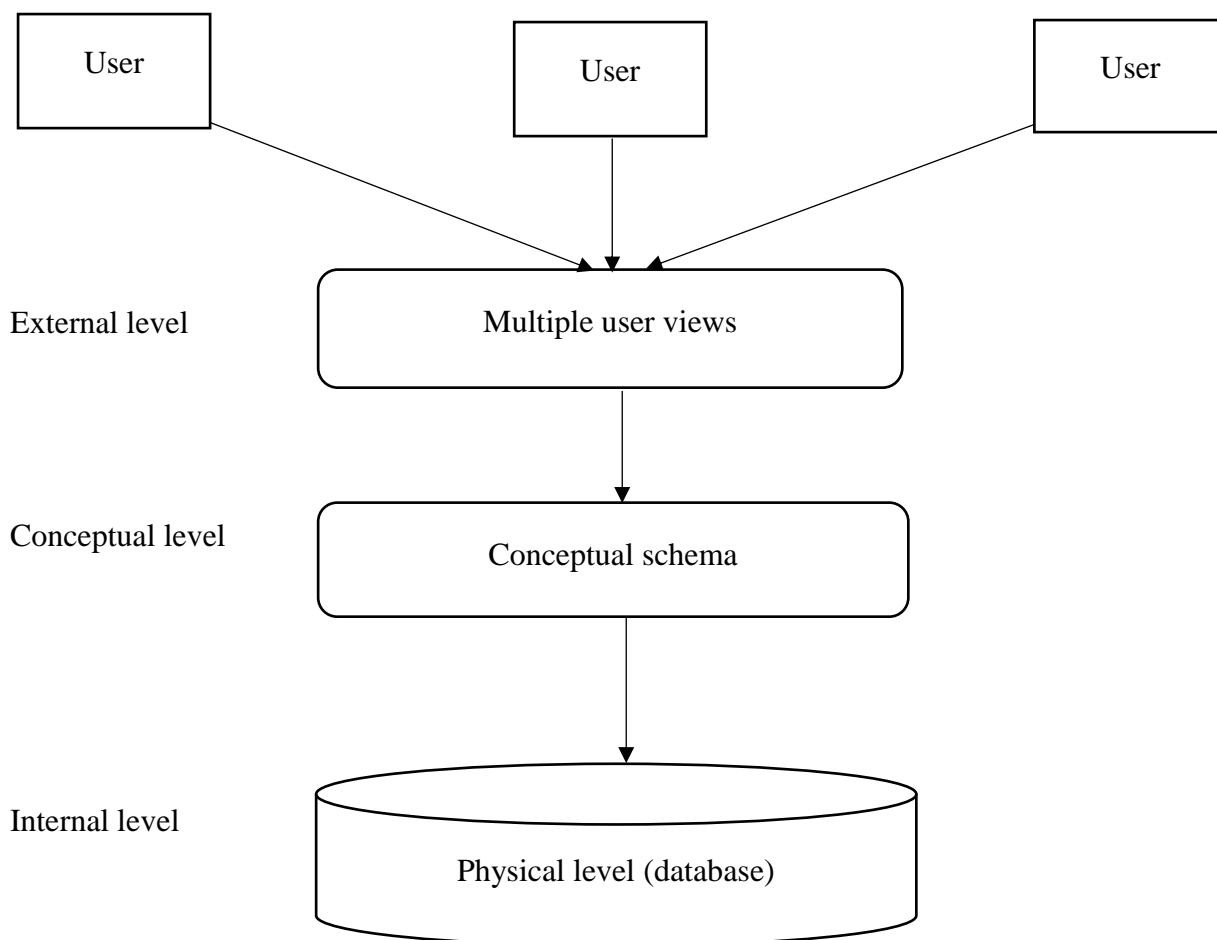 User
User
User
External level
Multiple user views
Conceptual level
Conceptual schema
Internal level
Physical level (database)